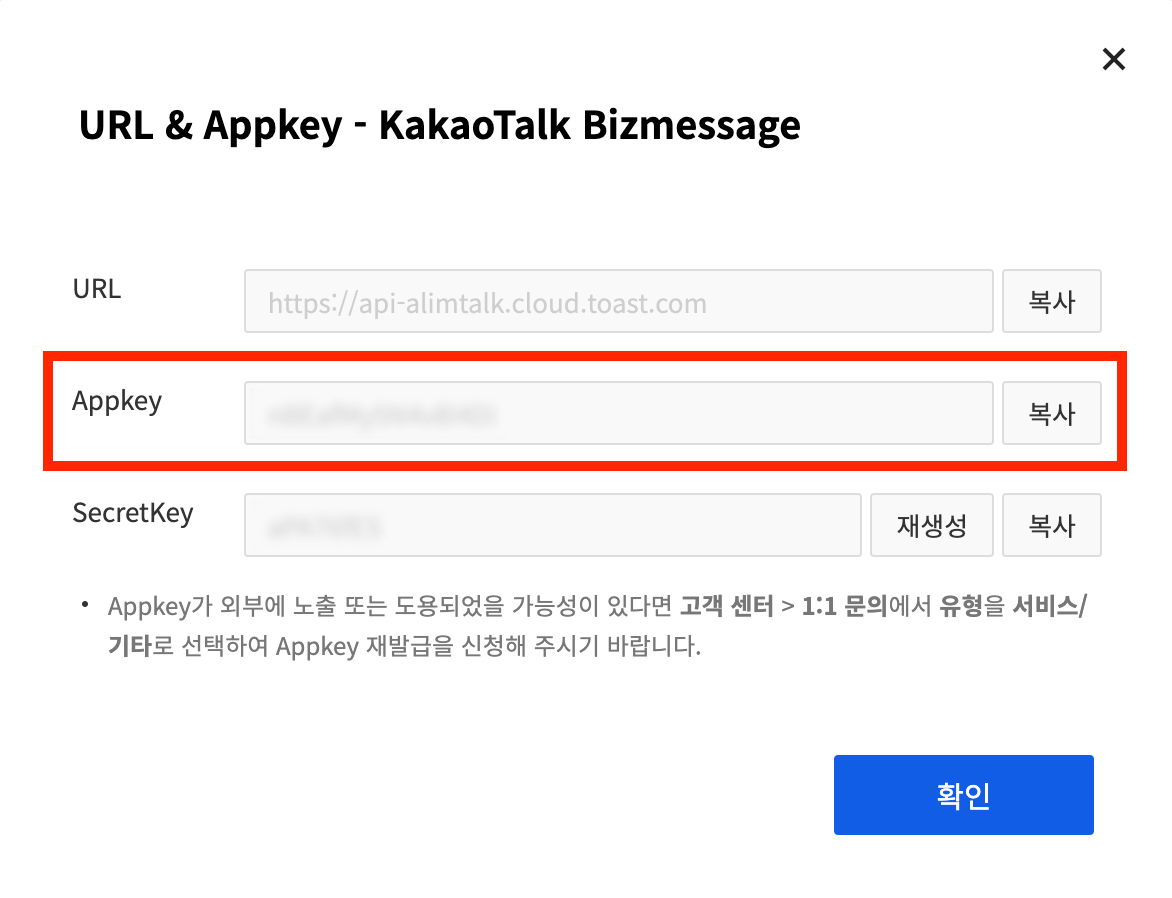 URL & Appkey - KakaoTalk Bizmessage
URL
https://api-alimtalk.cloud.toast.com
복사
Appkey
복사
SecretKey
재생성
복사
• Appkey가 외부에 노출 또는 도용되었을 가능성이 있다면 고객 센터 > 1:1 문의에서 유형을 서비스/
기타로 선택하여 Appkey 재발급을 신청해 주시기 바랍니다.
확인